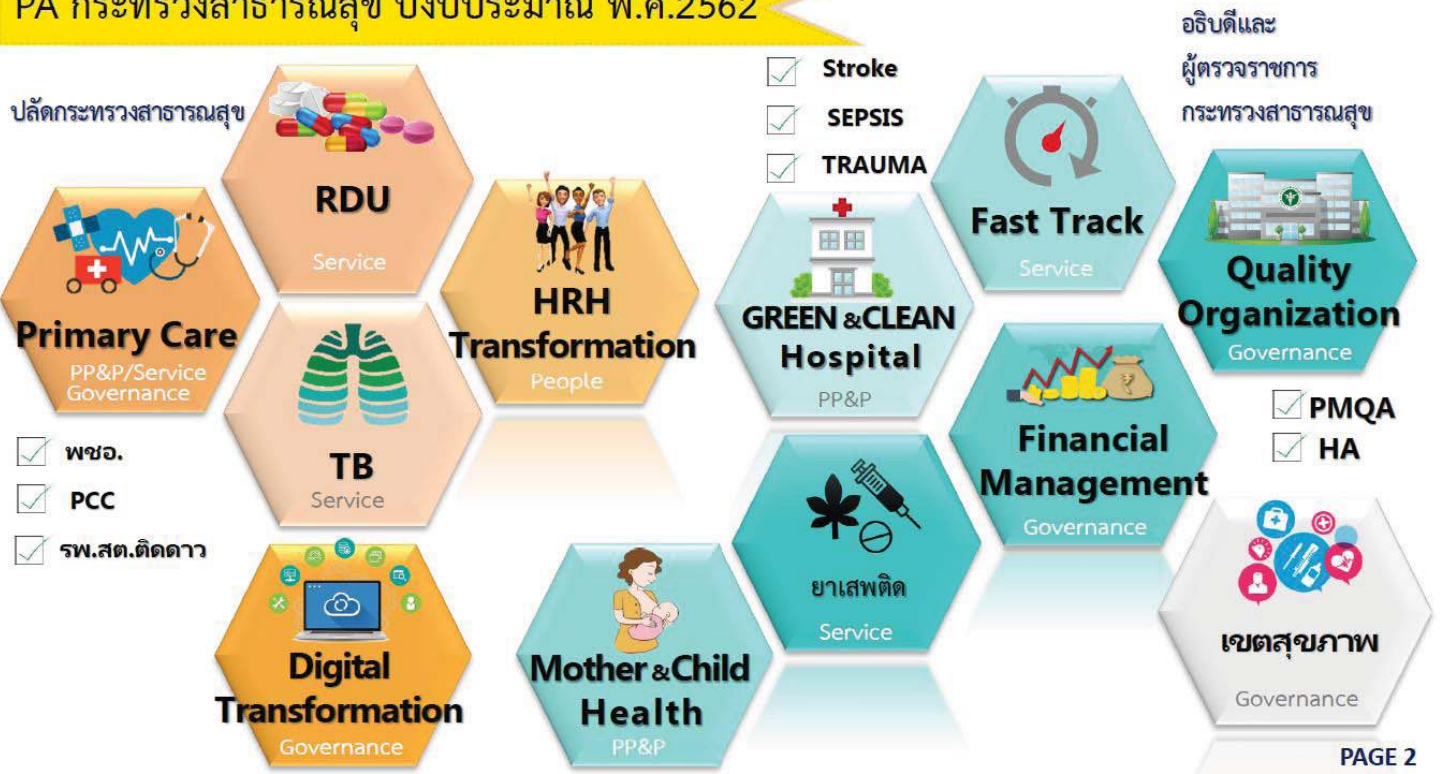 PA กระทรวงสาธารณสุข ปีงบประมาณ พ.ศ.2562
ปลัดกระทรวงสาธารณสุข
RDU
Service
Primary Care
PP&P/Service
Governance
HRH
Transformation
People
TB
Service
พชอ.
PCC
รพ.สต.ติดดาว
Digital
Transformation
Governance
อธิบดีและ
ผู้ตรวจราชการ
กระทรวงสาธารณสุข
Stroke
SEPSIS
TRAUMA
Fast Track
Service
GREEN &CLEAN
Hospital
PP&P
Quality
Organization
Governance
PMQA
HA
Financial
Management
Governance
ยาเสพติด
Service
Mother &Child
Health
PP&P
เขตสุขภาพ
Governance
PAGE 2